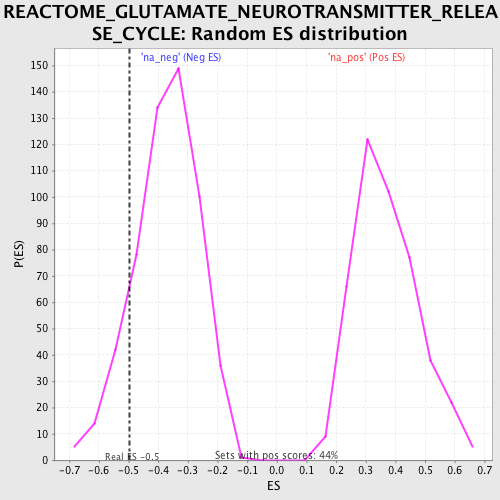 REACTOME_GLUTAMATE_NEUROTRANSMITTER_RELEA
SE_CYCLE: Random ES distribution
'na_neg' (Neg ES)
'na_pos' (Pos ES)
P(ES)
150
140
130
120
110
100
90
80
70
60
50
40
30
20
10
0
Real ES -0.5
Sets with pos scores: 44%
-0.7 -0.6 -0.5 -0.4 -0.3 -0.2 -0.1 -0.0 0.1 0.2 0.3 0.4 0.5 0.6 0.7
ES